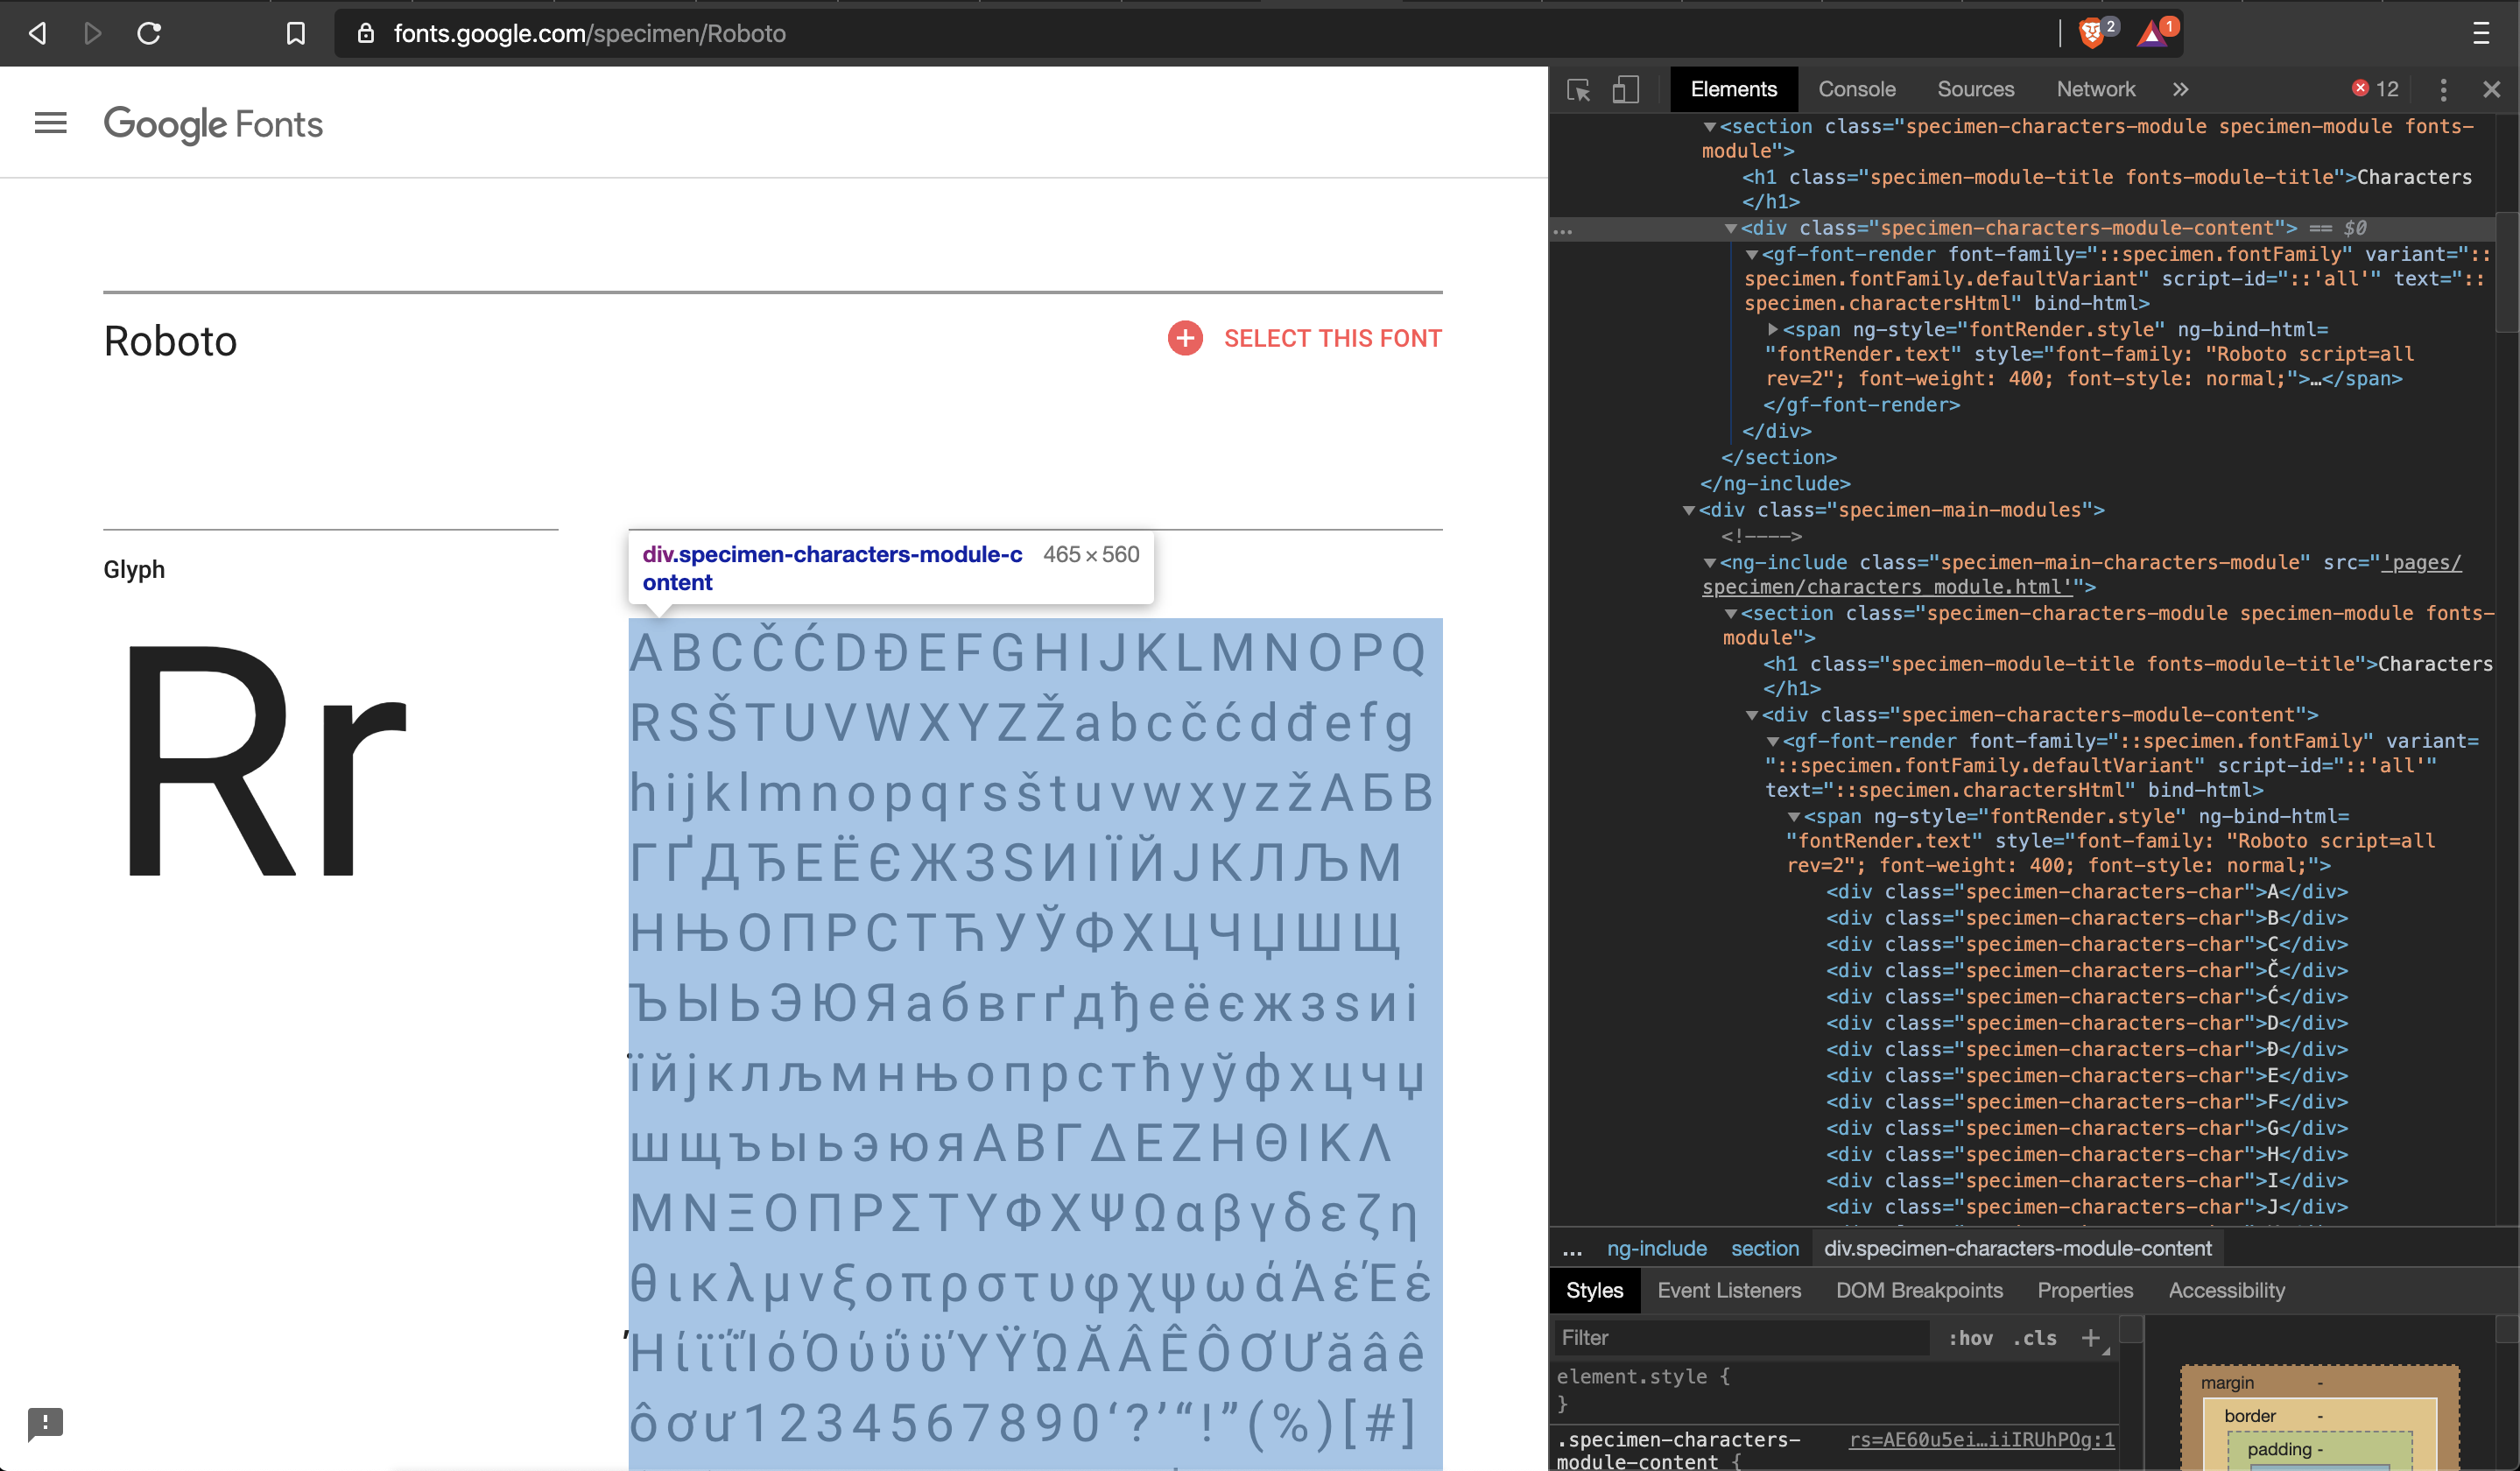 fonts.google.com/specimen/Roboto
2
1
Google Fonts
Roboto
SELECT THIS FONT
Glyph
Rr
div.specimen-characters-module-c
ontent
465 × 560
A B C Č Ć D Đ E F G H I J K L M N O P Q
R S Š T U V W X Y Z Ž a b c č ć d đ e f g
h i j k l m n o p q r s š t u v w x y z ž А Б В
Г Ґ Д Ђ Е Ё Є Ж З Ѕ И І Ї Й Ј К Л Љ М
Н Њ О П Р С Т Ћ У Ў Ф Х Ц Ч Џ Ш Щ
Ъ Ы Ь Э Ю Я а б в г ґ д ђ е ё є ж з ѕ и і
ї й ј к л љ м н њ о п р с т ћ у ў ф х ц ч џ
ш щ ъ ы ь э ю я Α Β Γ Δ Ε Ζ Η Θ Ι Κ Λ
Μ Ν Ξ Ο Π Ρ Σ Τ Υ Φ Χ Ψ Ω α β γ δ ε ζ η
θ ι κ λ μ ν ξ ο π ρ σ τ υ φ χ ψ ω ά Ά έ Έ έ
Ή ί ϊ ΐ Ί ό Ό ύ ΰ ϋ Ύ Ϋ Ώ Ă Â Ê Ô Ơ Ư ă â ê
ô ơ ư 1 2 3 4 5 6 7 8 9 0 ‘ ? ’ “ ! ” ( % ) [ # ]
Elements Console Sources Network » 12
▼<section class="specimen-characters-module specimen-module fonts-
module">
<h1 class="specimen-module-title fonts-module-title">Characters
</h1>
… ▼<div class="specimen-characters-module-content"> == $0
▼<gf-font-render font-family="::specimen.fontFamily" variant="::
specimen.fontFamily.defaultVariant" script-id="::'all'" text="::
specimen.charactersHtml" bind-html>
▶<span ng-style="fontRender.style" ng-bind-html=
"fontRender.text" style="font-family: "Roboto script=all
rev=2"; font-weight: 400; font-style: normal;">…</span>
</gf-font-render>
</div>
</section>
</ng-include>
▼<div class="specimen-main-modules">
<!---->
▼<ng-include class="specimen-main-characters-module" src="'pages/
specimen/characters_module.html'">
▼<section class="specimen-characters-module specimen-module fonts-
module">
<h1 class="specimen-module-title fonts-module-title">Characters
</h1>
▼<div class="specimen-characters-module-content">
▼<gf-font-render font-family="::specimen.fontFamily" variant=
"::specimen.fontFamily.defaultVariant" script-id="::'all'"
text="::specimen.charactersHtml" bind-html>
▼<span ng-style="fontRender.style" ng-bind-html=
"fontRender.text" style="font-family: "Roboto script=all
rev=2"; font-weight: 400; font-style: normal;">
<div class="specimen-characters-char">A</div>
<div class="specimen-characters-char">B</div>
<div class="specimen-characters-char">C</div>
<div class="specimen-characters-char">Č</div>
<div class="specimen-characters-char">Ć</div>
<div class="specimen-characters-char">D</div>
<div class="specimen-characters-char">Đ</div>
<div class="specimen-characters-char">E</div>
<div class="specimen-characters-char">F</div>
<div class="specimen-characters-char">G</div>
<div class="specimen-characters-char">H</div>
<div class="specimen-characters-char">I</div>
<div class="specimen-characters-char">J</div>
… ng-include section div.specimen-characters-module-content
Styles Event Listeners DOM Breakpoints Properties Accessibility
Filter :hov .cls +
element.style {
}
.specimen-characters- rs=AE60u5ei…iiIRUhPOg:1
module-content {
margin -
border -
padding -